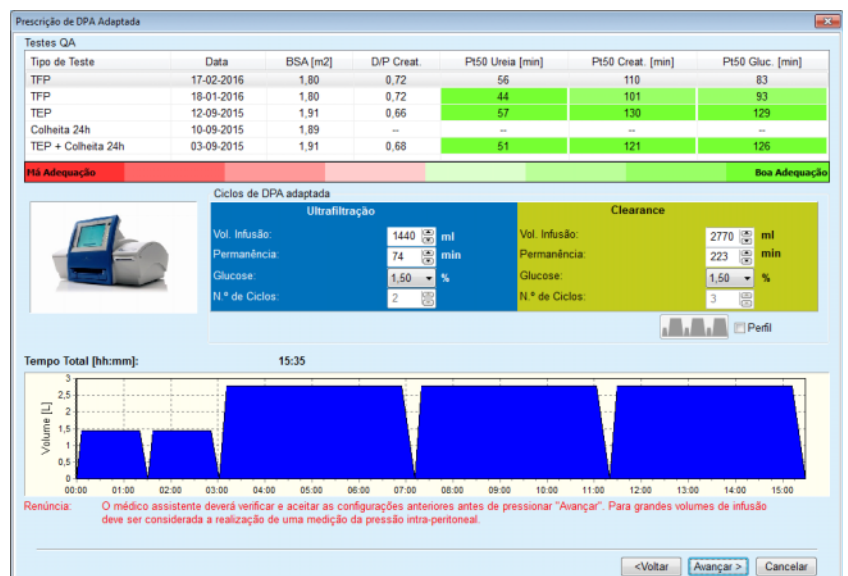 Prescrição de DPA Adaptada
Testes QA
Tipo de Teste Data BSA [m2] D/P Creat. Pt50 Ureia [min] Pt50 Creat. [min] Pt50 Gluc. [min]
TFP 17-02-2016 1,80 0,72 56 110 83
TFP 18-01-2016 1,80 0,72 44 101 93
TEP 12-09-2015 1,91 0,66 57 130 129
Colheita 24h 10-09-2015 1,89 -- -- -- --
TEP + Colheita 24h 03-09-2015 1,91 0,68 51 121 126
Má Adequação Boa Adequação
Ciclos de DPA adaptada
Ultrafiltração Clearance
Vol. Infusão: 1440 ml Vol. Infusão: 2770 ml
Permanência: 74 min Permanência: 223 min
Glucose: 1,50 % Glucose: 1,50 %
N.º de Ciclos: 2 N.º de Ciclos: 3
Perfil
Tempo Total [hh:mm]: 15:35
Volume [L]
3
2,5
2
1,5
1
0,5
0
00:00 01:00 02:00 03:00 04:00 05:00 06:00 07:00 08:00 09:00 10:00 11:00 12:00 13:00 14:00 15:00
Renúncia: O médico assistente deverá verificar e aceitar as configurações anteriores antes de pressionar "Avançar". Para grandes volumes de infusão
deve ser considerada a realização de uma medição da pressão intra-peritoneal.
<Voltar Avançar > Cancelar